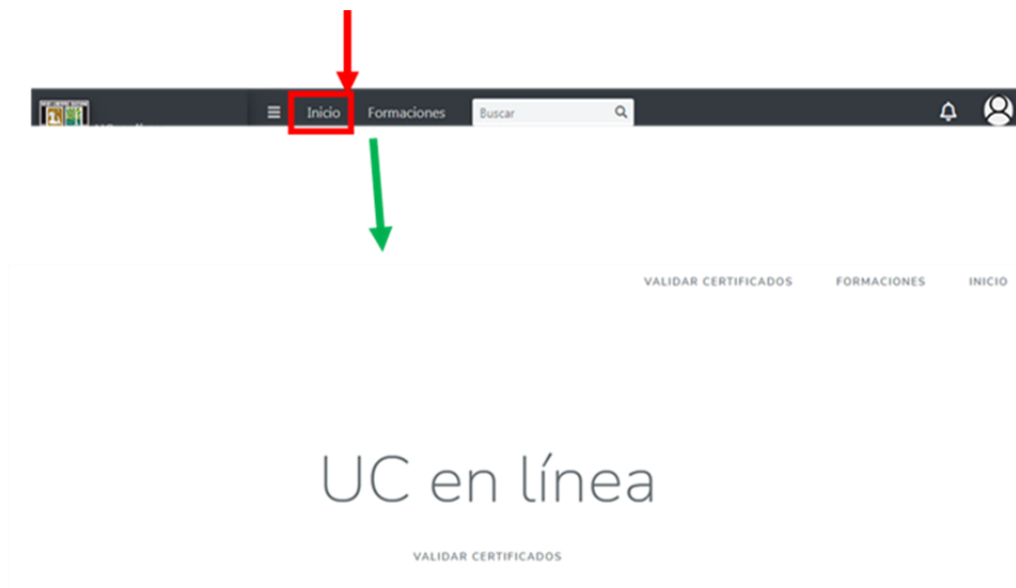 Inicio Formaciones Buscar
VALIDAR CERTIFICADOS FORMACIONES INICIO
UC en línea
VALIDAR CERTIFICADOS